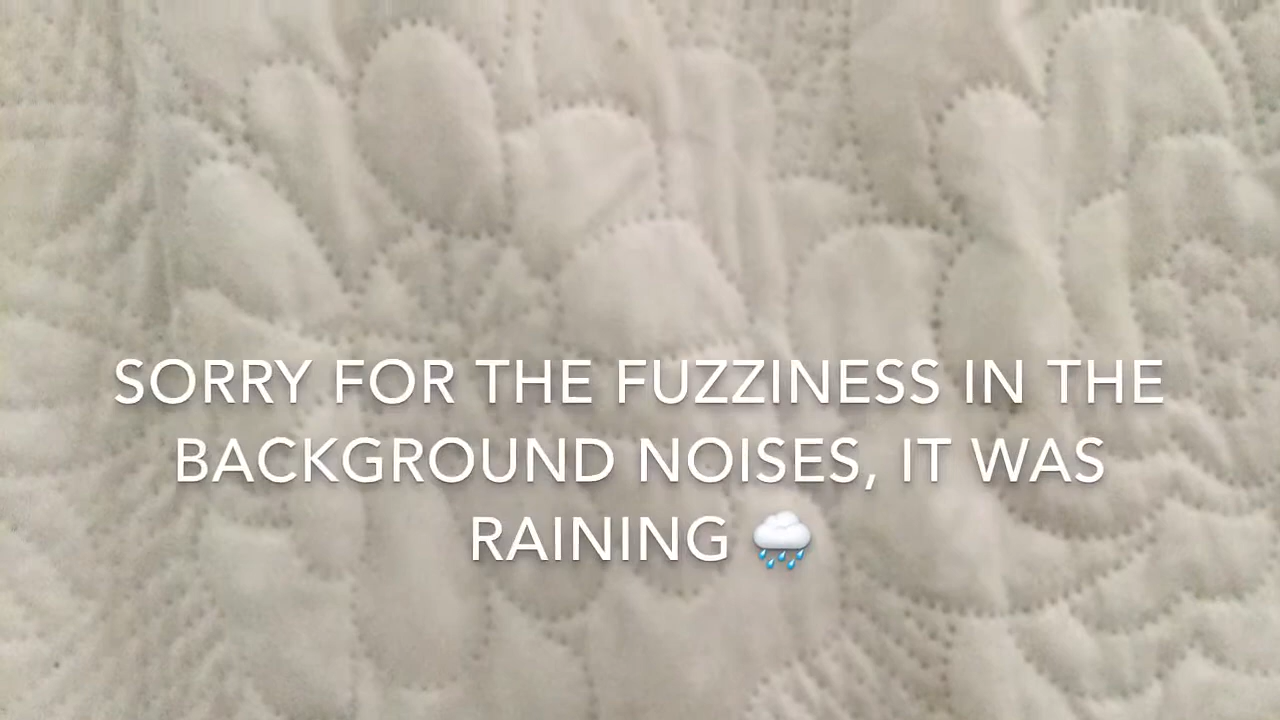 SORRY FOR THE FUZZINESS IN THE
BACKGROUND NOISES, IT WAS
RAINING 🌧